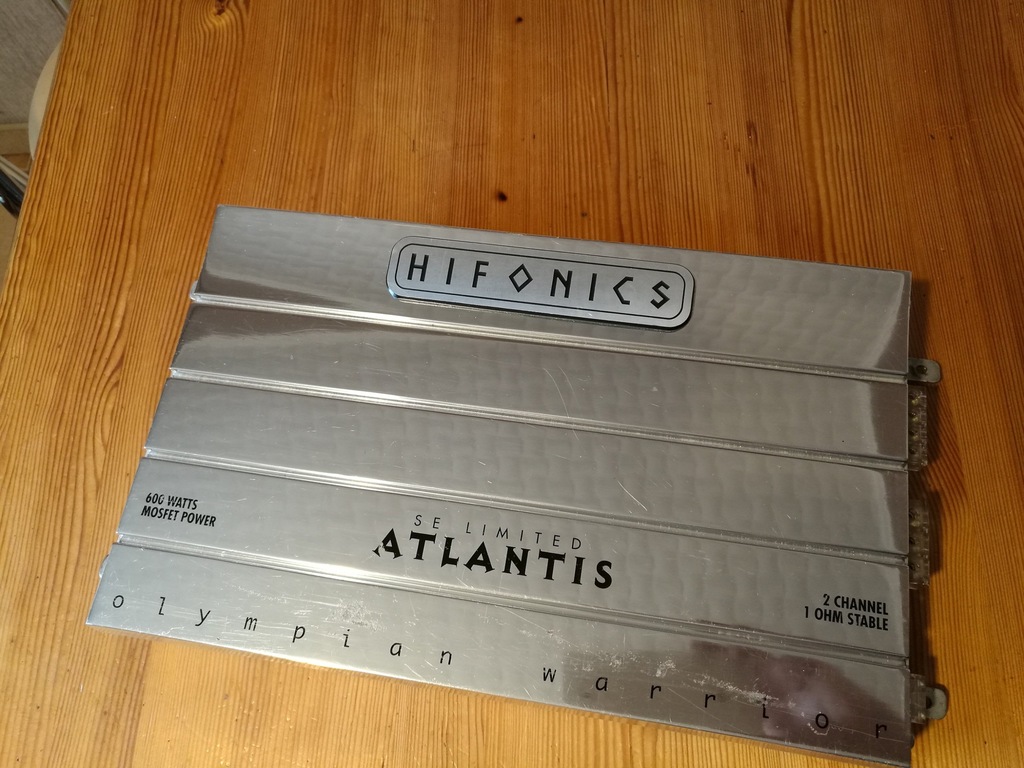 HIFONICS
600 WATTS
MOSFET POWER
SE LIMITED
ATLANTIS
2 CHANNEL
1 OHM STABLE
olympian warrior